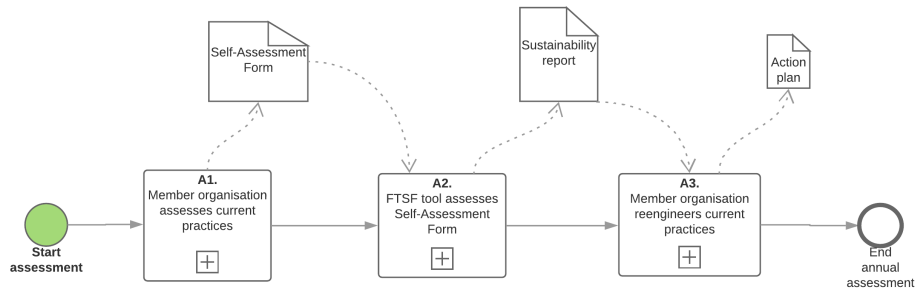 Self-Assessment
Form
Sustainability
report
Action
plan
A1.
Member organisation
assesses current
practices
A2.
FTSF tool assesses
Self-Assessment
Form
A3.
Member organisation
reengineers current
practices
Start
assessment
End
annual
assessment